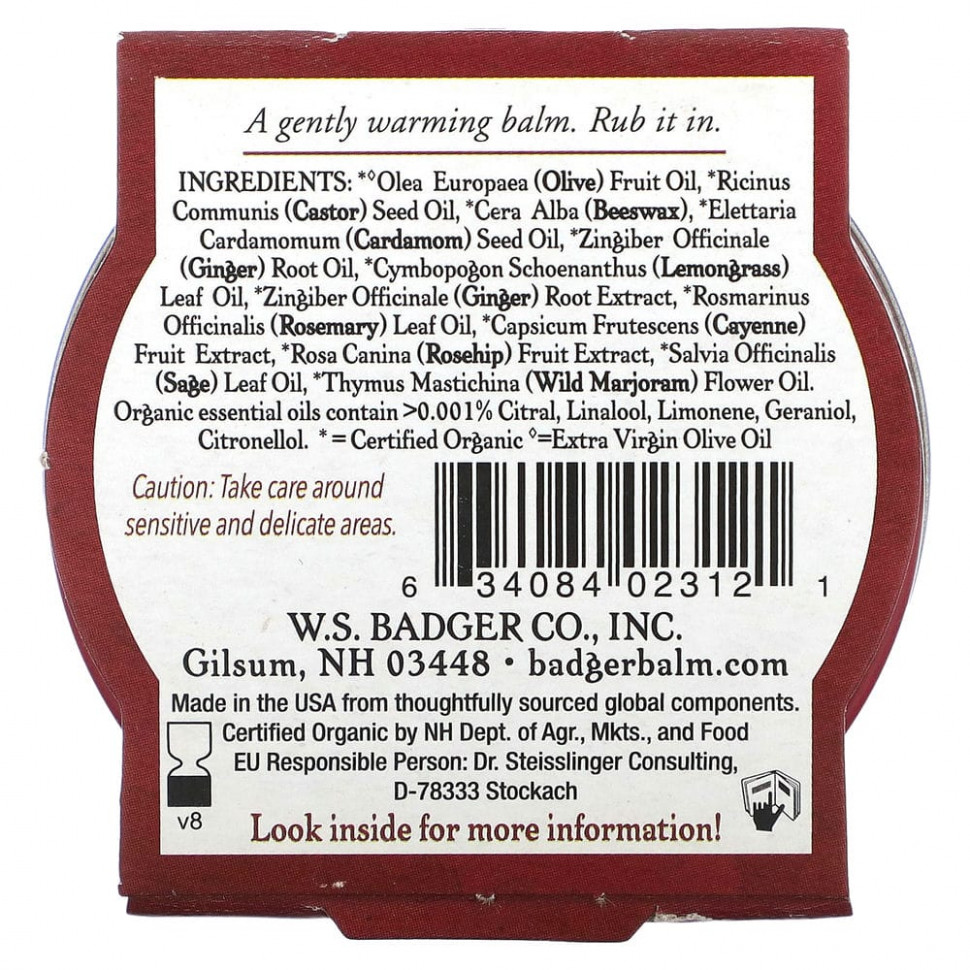 A gently warming balm. Rub it in.
INGREDIENTS: *◊Olea Europaea (Olive) Fruit Oil, *Ricinus
Communis (Castor) Seed Oil, *Cera Alba (Beeswax), *Elettaria
Cardamomum (Cardamom) Seed Oil, *Zingiber Officinale
(Ginger) Root Oil, *Cymbopogon Schoenanthus (Lemongrass)
Leaf Oil, *Zingiber Officinale (Ginger) Root Extract, *Rosmarinus
Officinalis (Rosemary) Leaf Oil, *Capsicum Frutescens (Cayenne)
Fruit Extract, *Rosa Canina (Rosehip) Fruit Extract, *Salvia Officinalis
(Sage) Leaf Oil, *Thymus Mastichina (Wild Marjoram) Flower Oil.
Organic essential oils contain >0.001% Citral, Linalool, Limonene, Geraniol,
Citronellol. * = Certified Organic ◊=Extra Virgin Olive Oil
Caution: Take care around
sensitive and delicate areas.
6 34084 02312 1
W.S. BADGER CO., INC.
Gilsum, NH 03448 • badgerbalm.com
Made in the USA from thoughtfully sourced global components.
Certified Organic by NH Dept. of Agr., Mkts., and Food
EU Responsible Person: Dr. Steisslinger Consulting,
D-78333 Stockach
v8
Look inside for more information!